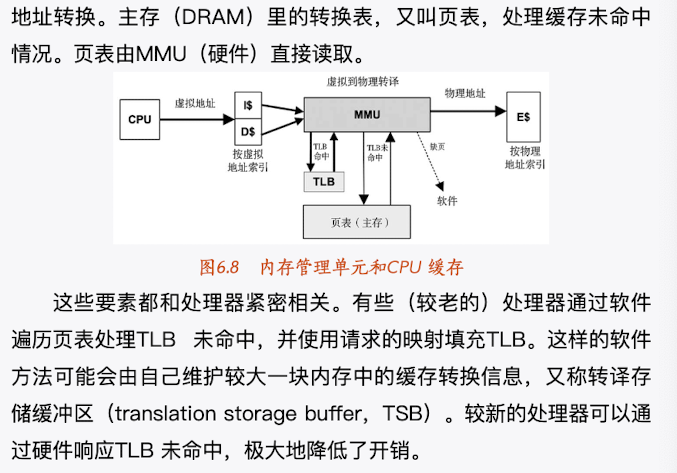 地址转换。主存（DRAM）里的转换表，又叫页表，处理缓存未命中
情况。页表由MMU（硬件）直接读取。
虚拟到物理转译
虚拟地址
物理地址
CPU
I$
D$
MMU
E$
按虚拟
地址索引
TLB
命中
TLB未
命中
缺页
按物理
地址索引
TLB
软件
页表（主存）
图6.8 内存管理单元和CPU 缓存
这些要素都和处理器紧密相关。有些（较老的）处理器通过软件
遍历页表处理TLB 未命中，并使用请求的映射填充TLB。这样的软件
方法可能会由自己维护较大一块内存中的缓存转换信息，又称转译存
储缓冲区（translation storage buffer，TSB）。较新的处理器可以通
过硬件响应TLB 未命中，极大地降低了开销。